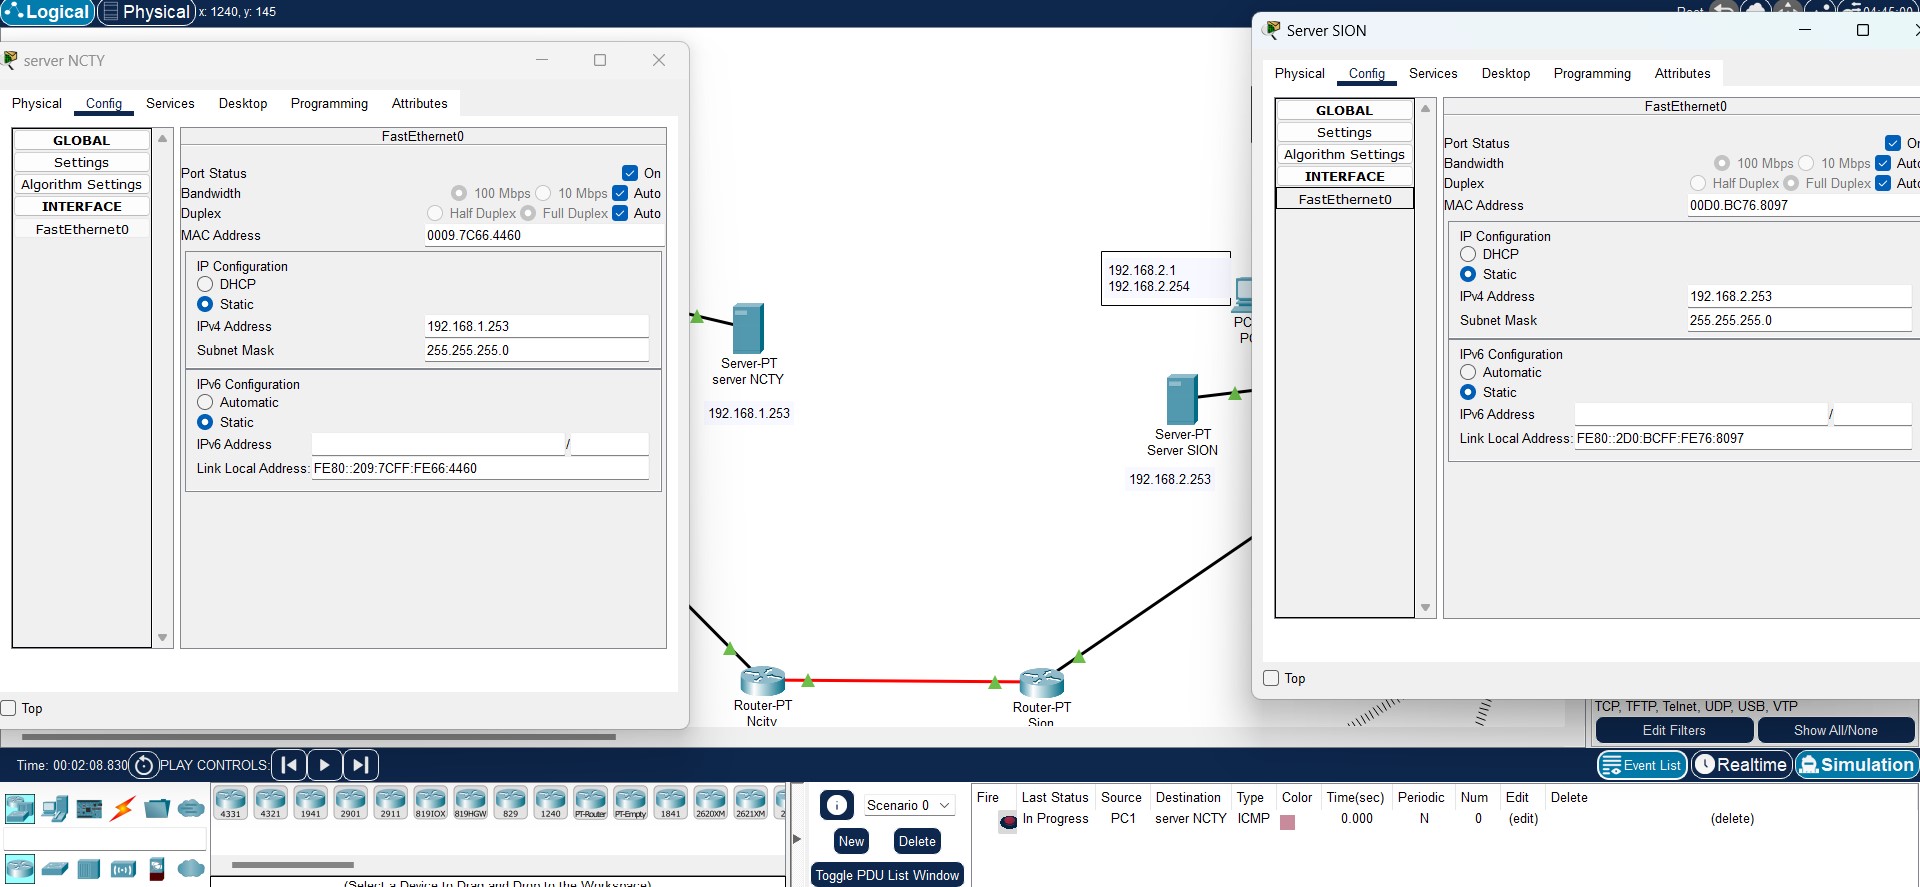 Logical
Physical
x: 1240, y: 145
Root
04:45:00
server NCTY
Physical
Config
Services
Desktop
Programming
Attributes
GLOBAL
Settings
Algorithm Settings
INTERFACE
FastEthernet0
FastEthernet0
Port Status
On
Bandwidth
100 Mbps
10 Mbps
Auto
Duplex
Half Duplex
Full Duplex
Auto
MAC Address
0009.7C66.4460
IP Configuration
DHCP
Static
IPv4 Address
192.168.1.253
Subnet Mask
255.255.255.0
IPv6 Configuration
Automatic
Static
IPv6 Address
/
Link Local Address:
FE80::209:7CFF:FE66:4460
Top
Server-PT
server NCTY
192.168.1.253
192.168.2.1
192.168.2.254
PC
PC
Server-PT
Server SION
192.168.2.253
Router-PT
Ncity
Router-PT
Sion
Server SION
Physical
Config
Services
Desktop
Programming
Attributes
GLOBAL
Settings
Algorithm Settings
INTERFACE
FastEthernet0
FastEthernet0
Port Status
On
Bandwidth
100 Mbps
10 Mbps
Auto
Duplex
Half Duplex
Full Duplex
Auto
MAC Address
00D0.BC76.8097
IP Configuration
DHCP
Static
IPv4 Address
192.168.2.253
Subnet Mask
255.255.255.0
IPv6 Configuration
Automatic
Static
IPv6 Address
/
Link Local Address:
FE80::2D0:BCFF:FE76:8097
Top
TCP, TFTP, Telnet, UDP, USB, VTP
Edit Filters
Show All/None
Time: 00:02:08.830
PLAY CONTROLS:
Event List
Realtime
Simulation
4331
4321
1941
2901
2911
819IOX
819HGW
829
1240
PT-Router
PT-Empty
1841
2620XM
2621XM
2
(Select a Device to Drag and Drop to the Workspace)
Scenario 0
New
Delete
Toggle PDU List Window
Fire
Last Status
Source
Destination
Type
Color
Time(sec)
Periodic
Num
Edit
Delete
In Progress
PC1
server NCTY
ICMP
0.000
N
0
(edit)
(delete)